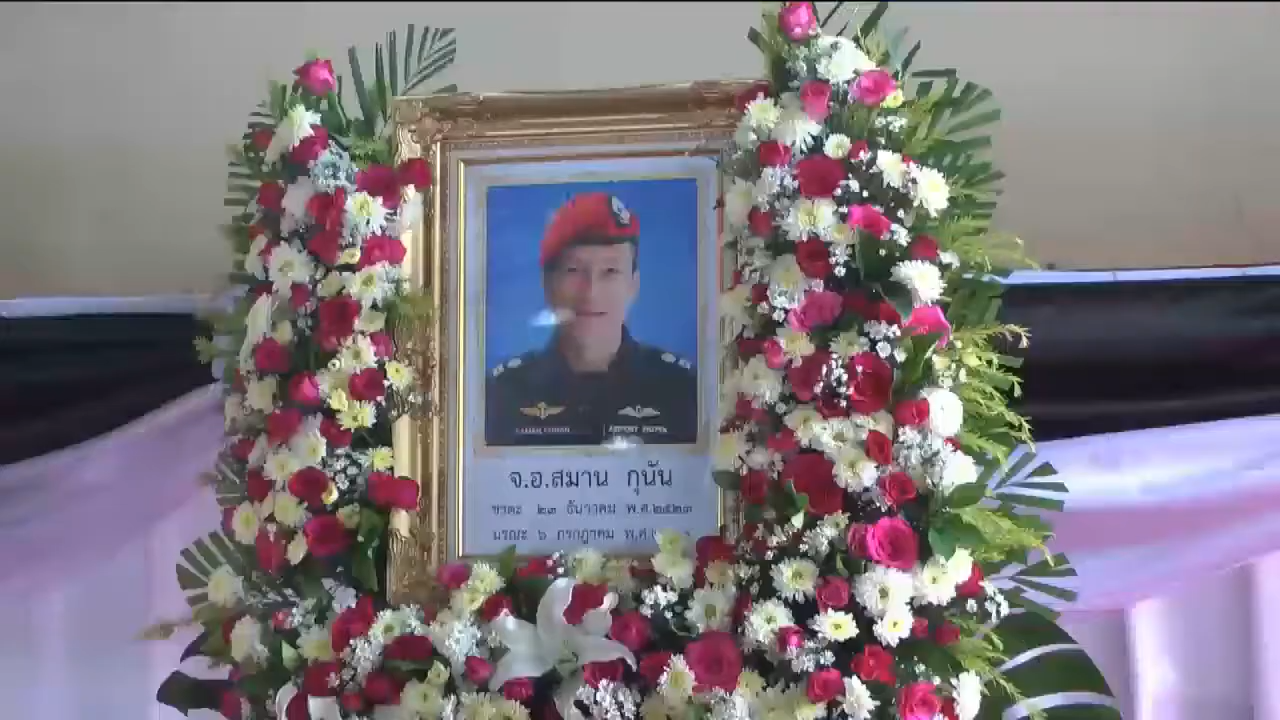 จ.อ.สมาน กุนัน
ชาตะ ๒๓ ธันวาคม พ.ศ.๒๕๒๓
มรณะ ๖ กรกฎาคม พ.ศ.